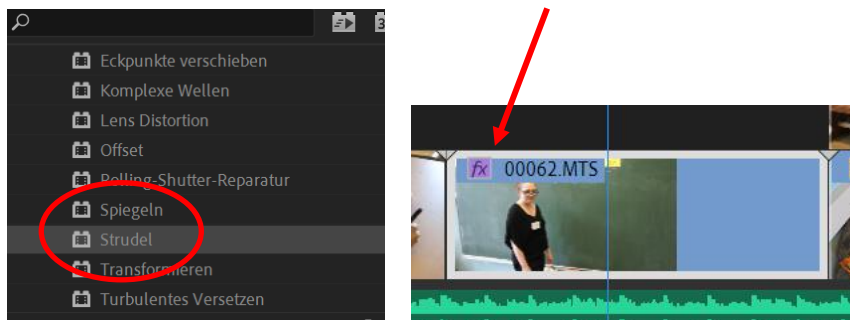 Eckpunkte verschieben
Komplexe Wellen
Lens Distortion
Offset
Rolling-Shutter-Reparatur
Spiegeln
Strudel
Transformieren
Turbulentes Versetzen
fx 00062.MTS